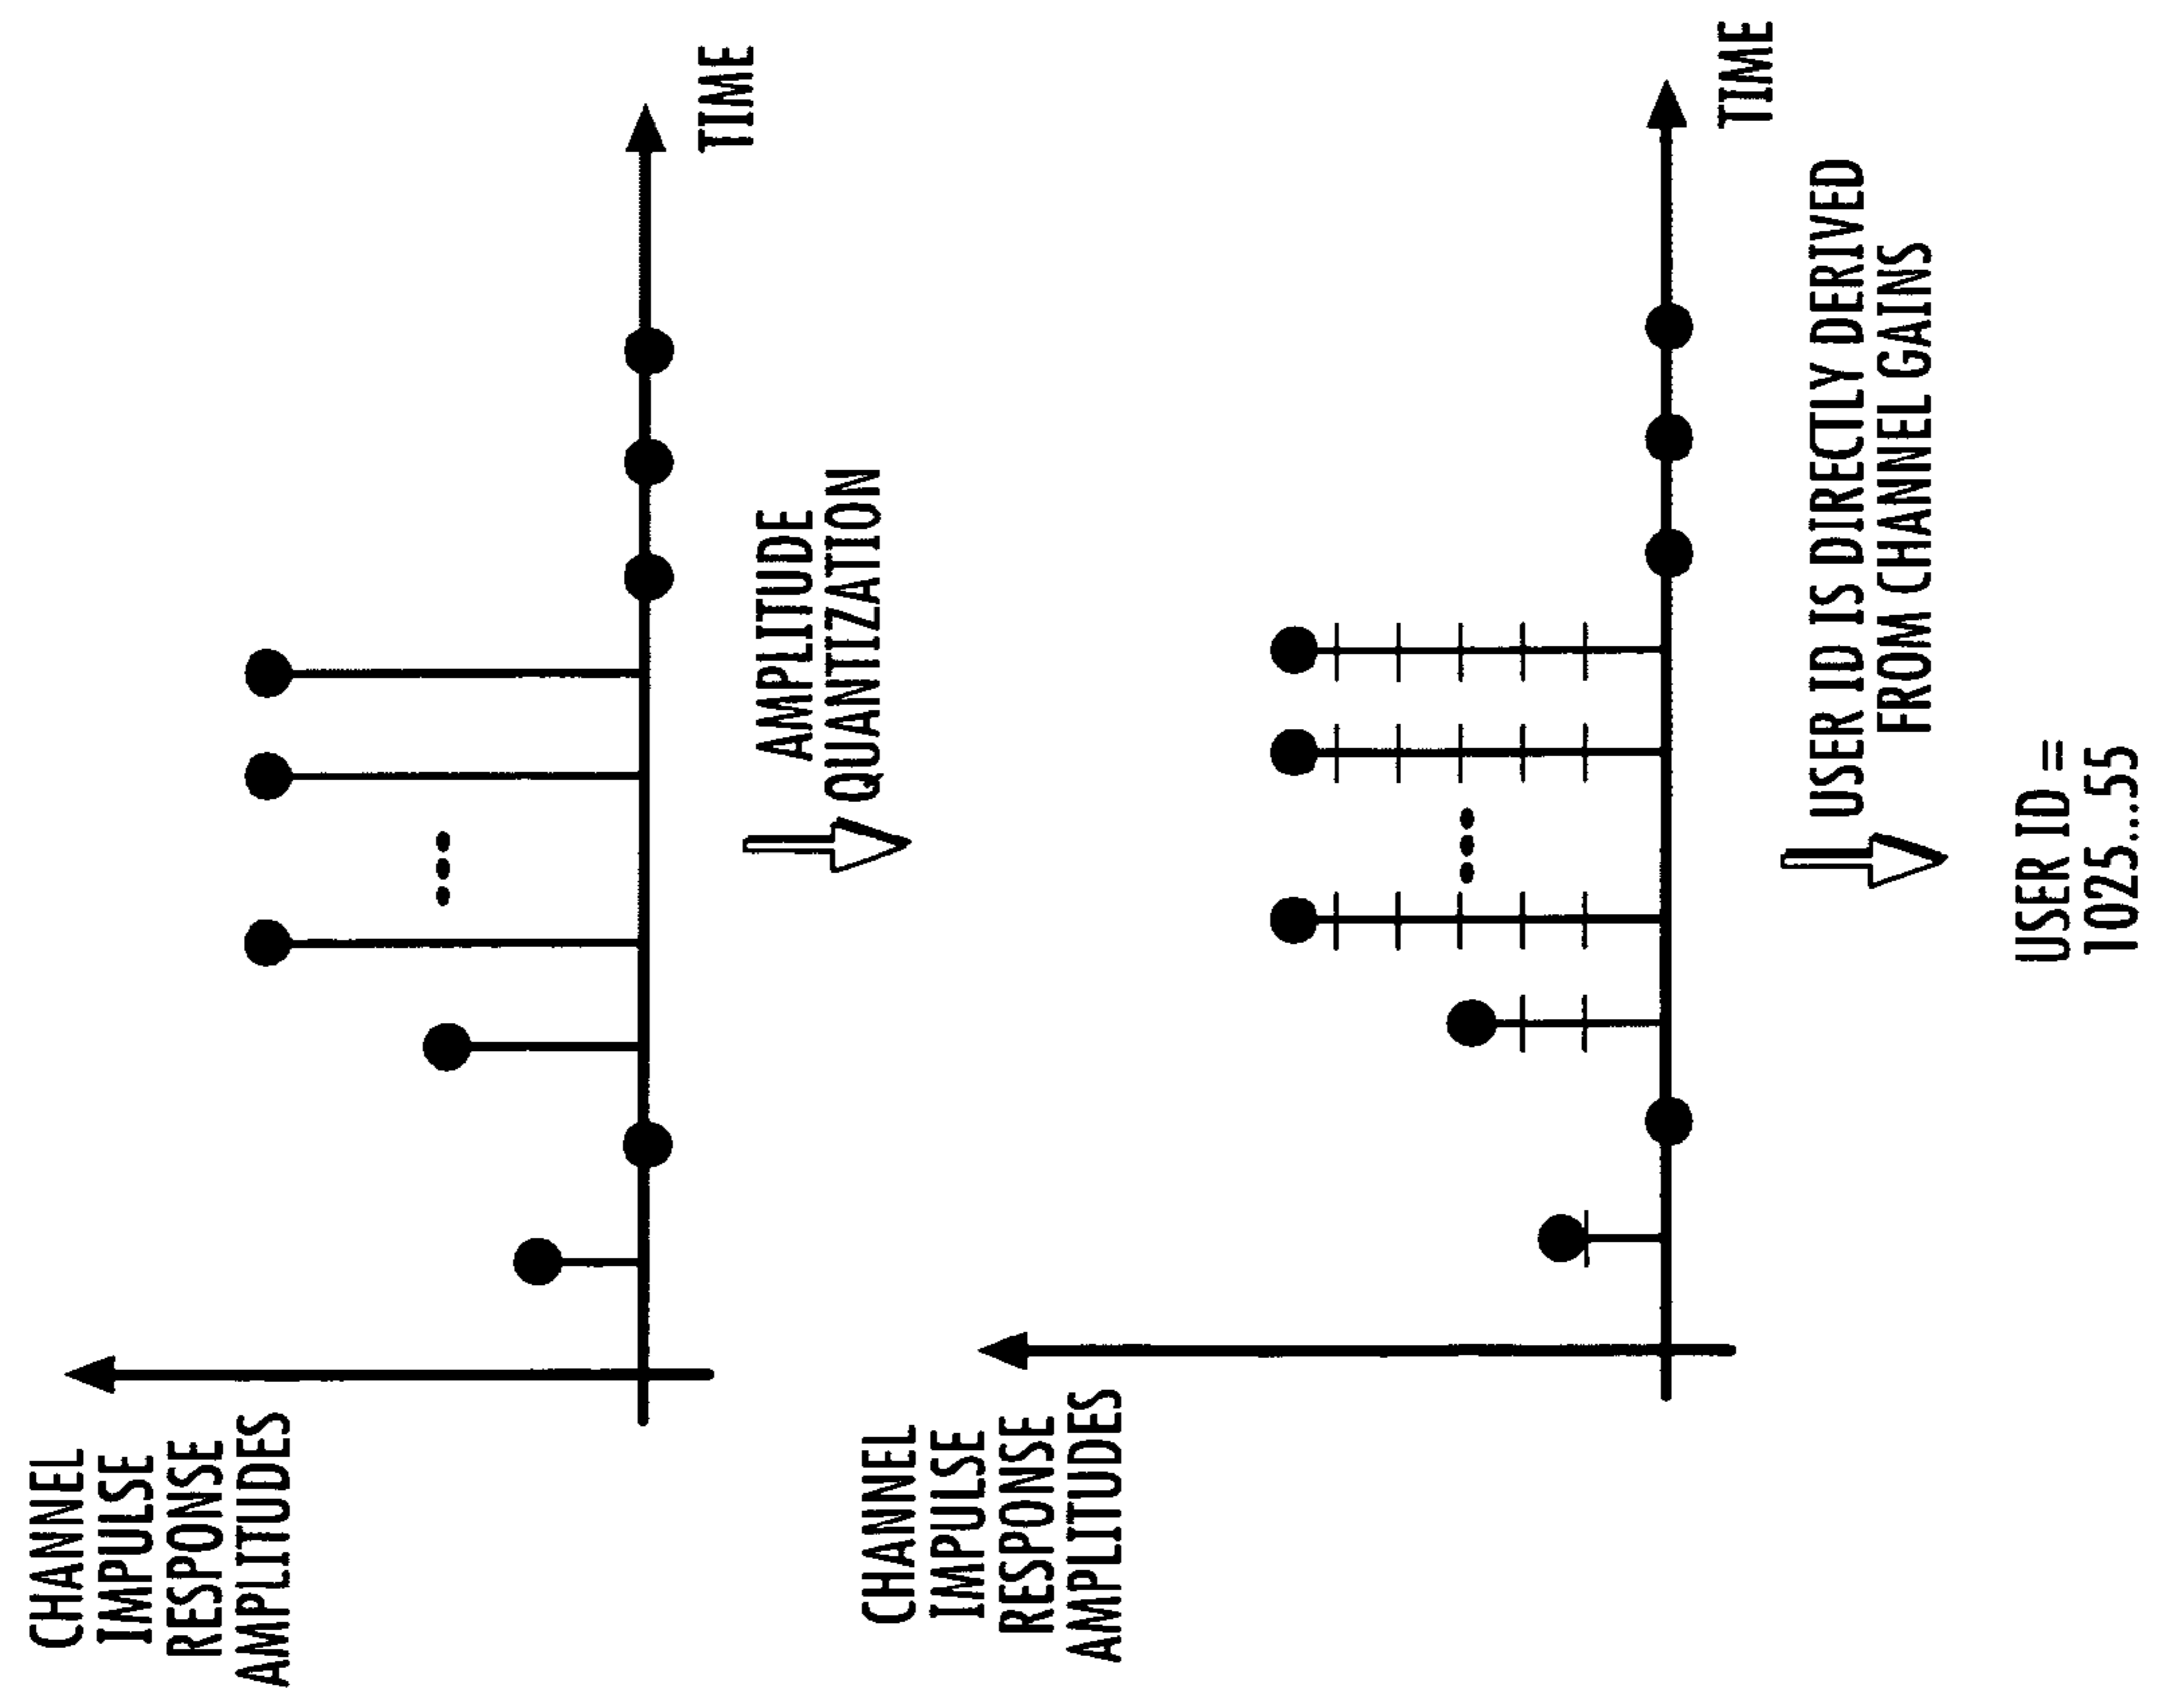 CHANNEL
IMPULSE
RESPONSE
AMPLITUDES
TIME
AMPLITUDE
QUANTIZATION
CHANNEL
IMPULSE
RESPONSE
AMPLITUDES
TIME
USER ID IS DIRECTLY DERIVED
FROM CHANNEL GAINS
USER ID =
1025...55